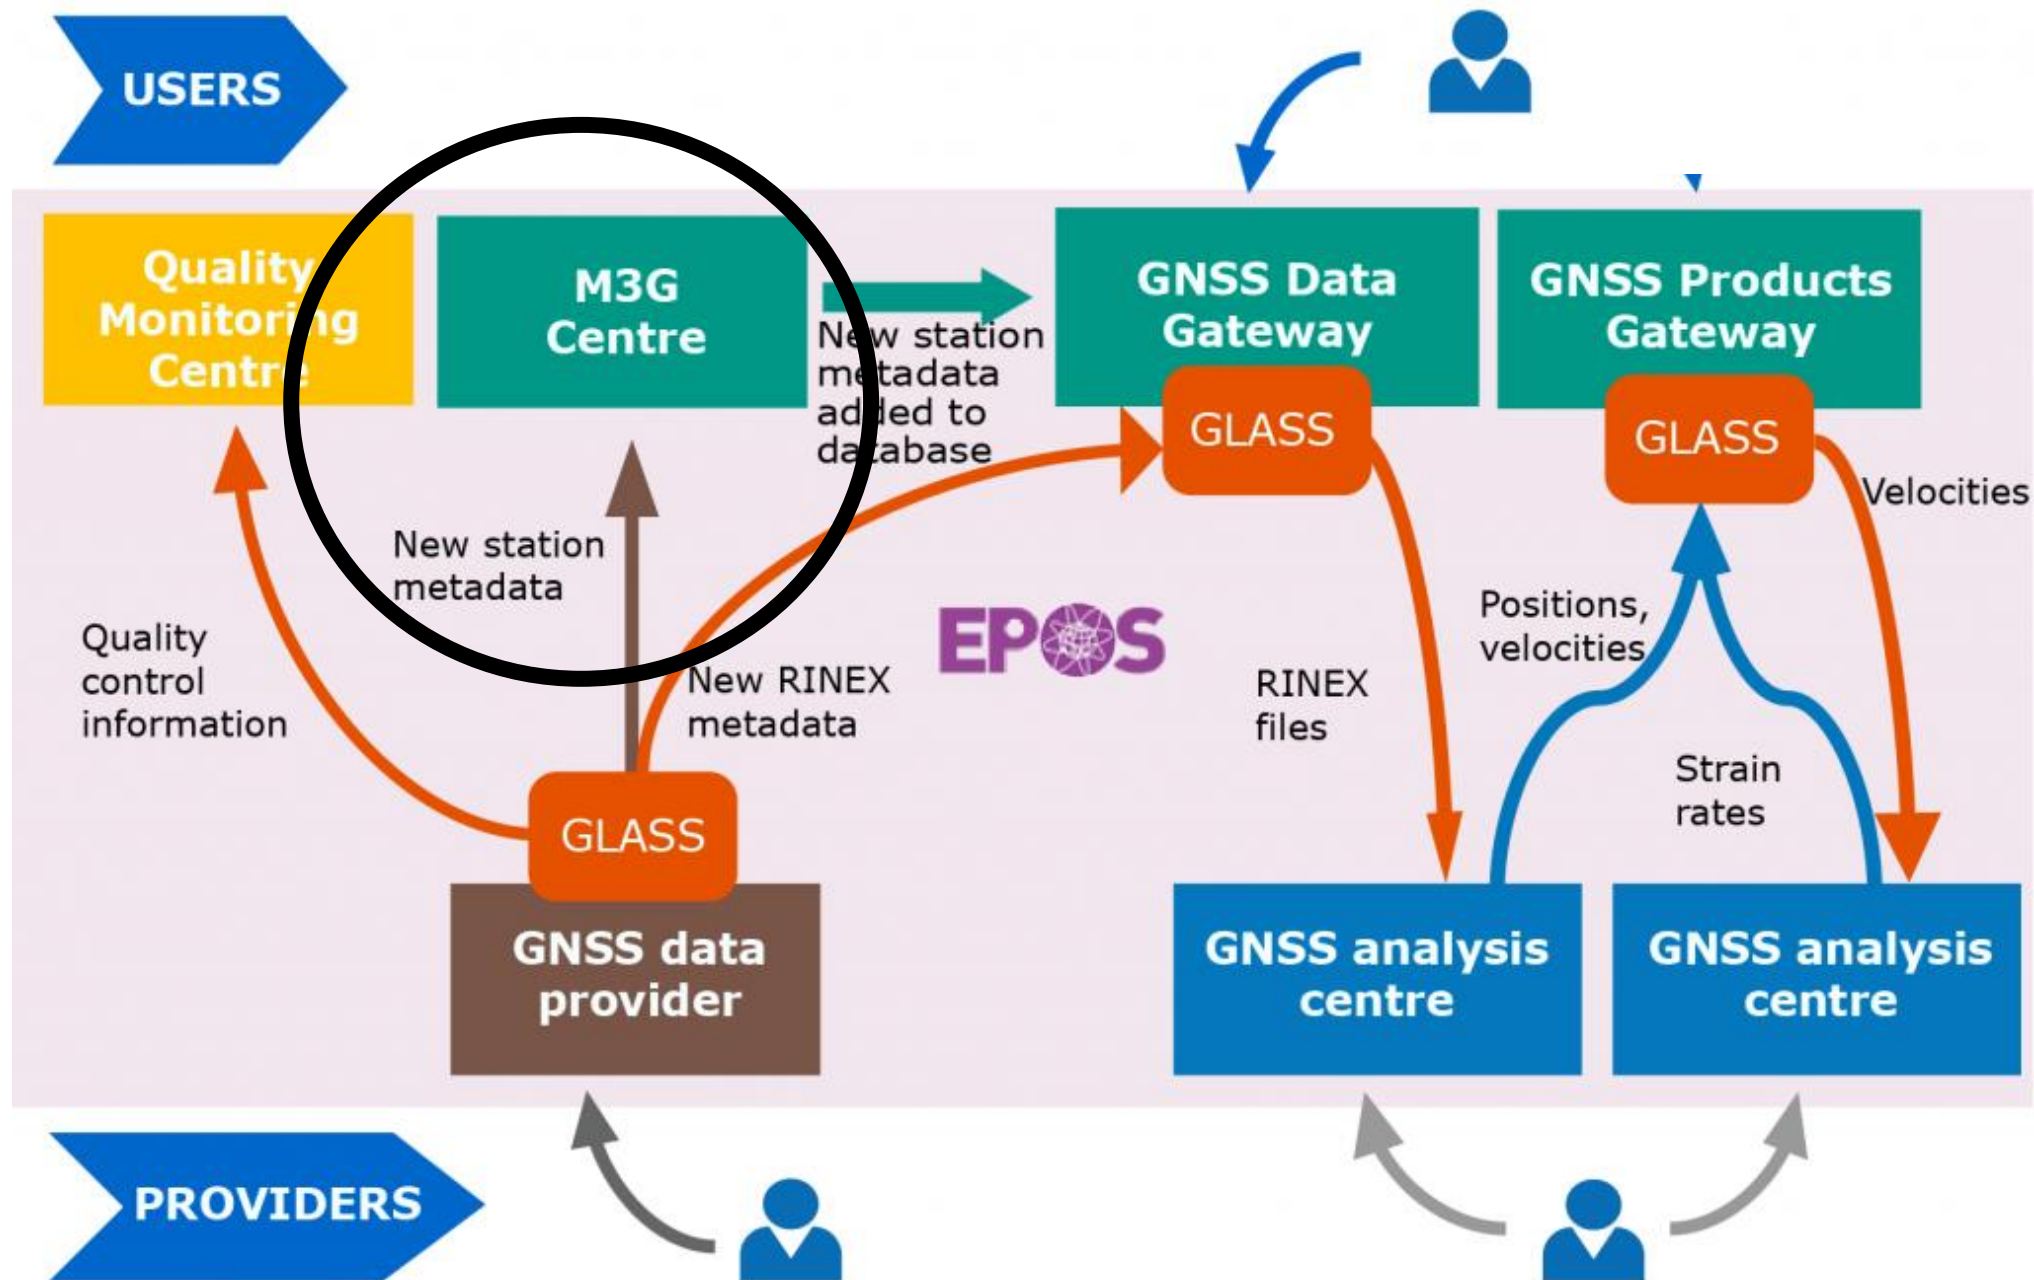 USERS
Quality
Monitoring
Centre
M3G
Centre
New station
metadata
added to
database
GNSS Data
Gateway
GLASS
GNSS Products
Gateway
GLASS
Velocities
New station
metadata
Quality
control
information
New RINEX
metadata
EPOS
RINEX
files
Positions,
velocities
Strain
rates
GLASS
GNSS data
provider
GNSS analysis
centre
GNSS analysis
centre
PROVIDERS